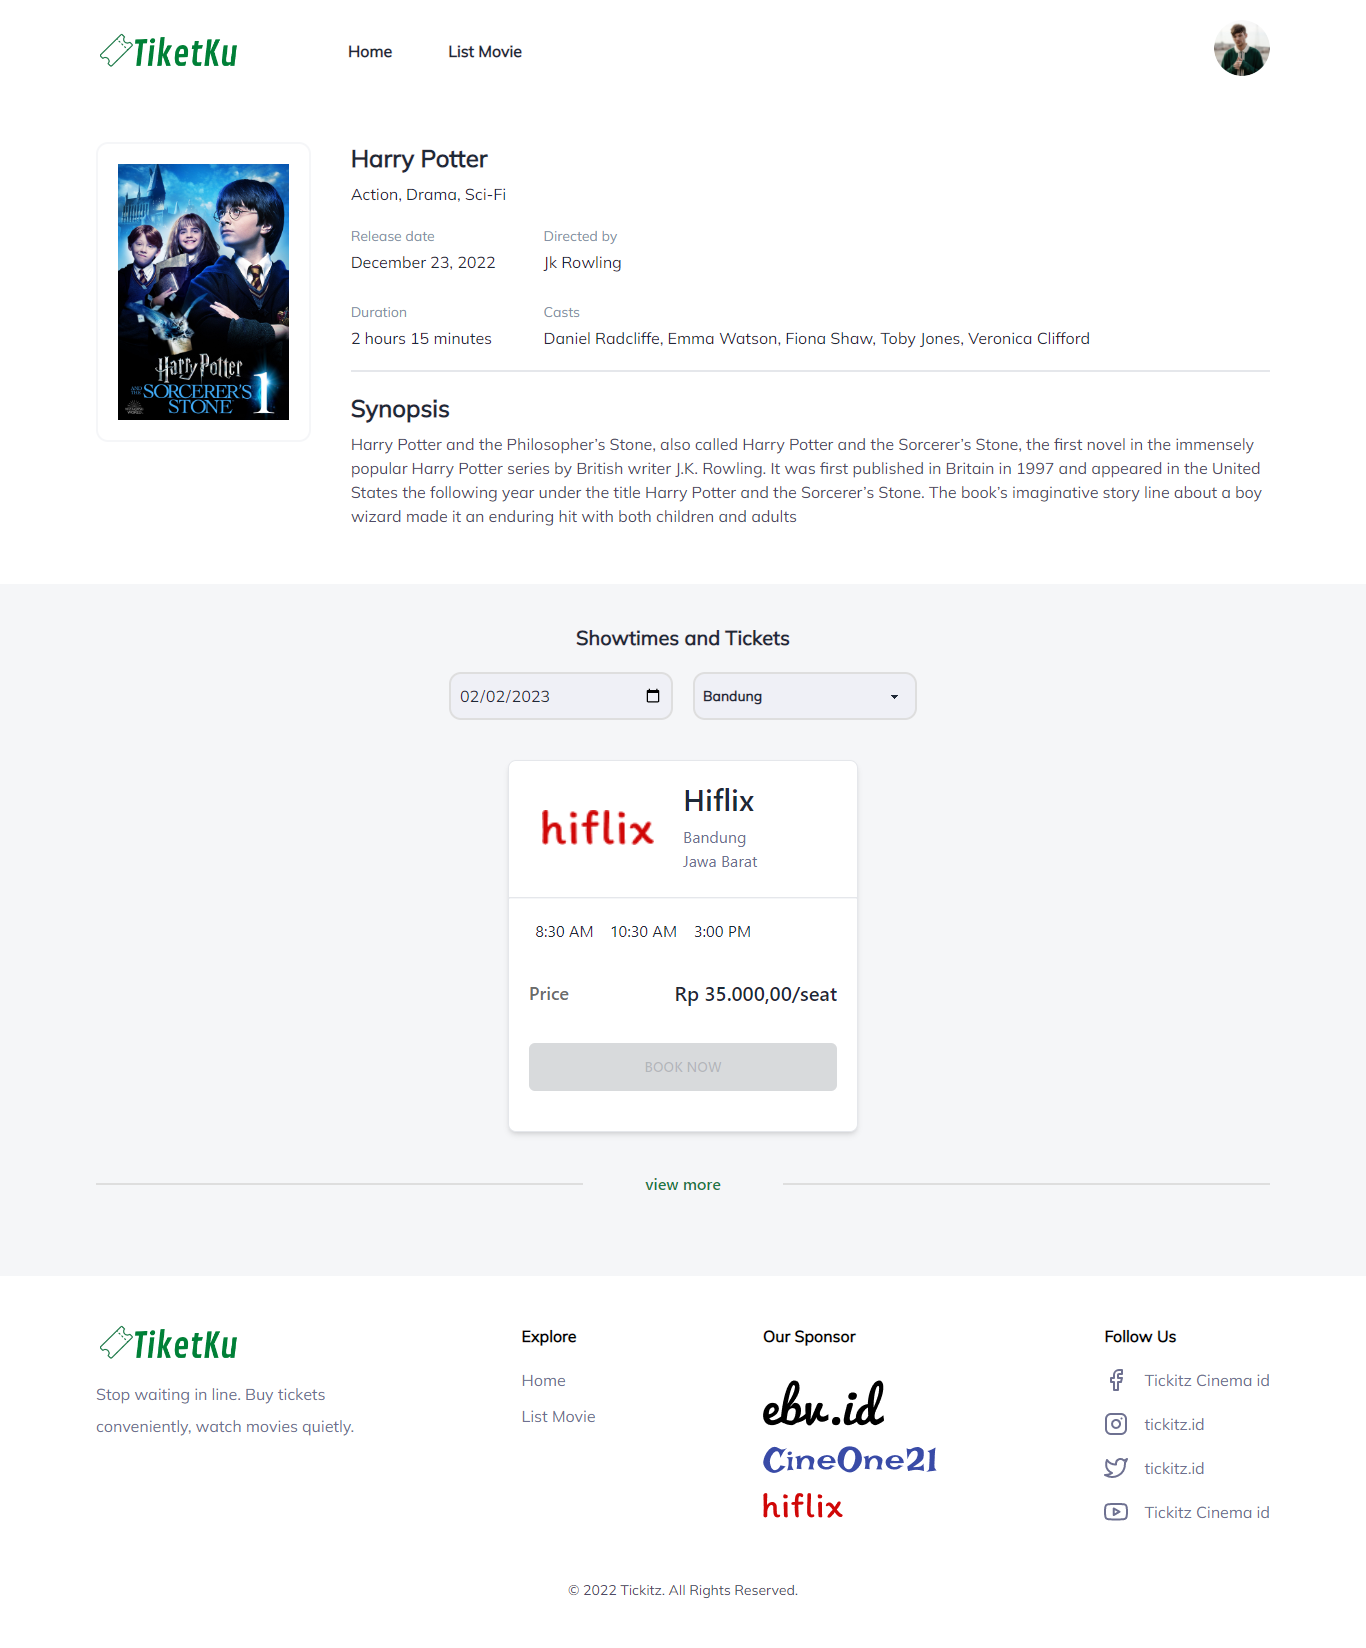 TiketKu
Home
List Movie
Harry Potter
Action, Drama, Sci-Fi
Release date
Directed by
December 23, 2022
Jk Rowling
Duration
Casts
2 hours 15 minutes
Daniel Radcliffe, Emma Watson, Fiona Shaw, Toby Jones, Veronica Clifford
Harry Potter
AND THE
SORCERER'S
STONE
1
Synopsis
Harry Potter and the Philosopher’s Stone, also called Harry Potter and the Sorcerer’s Stone, the first novel in the immensely
popular Harry Potter series by British writer J.K. Rowling. It was first published in Britain in 1997 and appeared in the United
States the following year under the title Harry Potter and the Sorcerer’s Stone. The book’s imaginative story line about a boy
wizard made it an enduring hit with both children and adults
Showtimes and Tickets
02/02/2023
Bandung
hiflix
Hiflix
Bandung
Jawa Barat
8:30 AM 10:30 AM 3:00 PM
Price
Rp 35.000,00/seat
BOOK NOW
view more
TiketKu
Stop waiting in line. Buy tickets
conveniently, watch movies quietly.
Explore
Home
List Movie
Our Sponsor
ebv.id
CineOne21
hiflix
Follow Us
Tickitz Cinema id
tickitz.id
tickitz.id
Tickitz Cinema id
© 2022 Tickitz. All Rights Reserved.